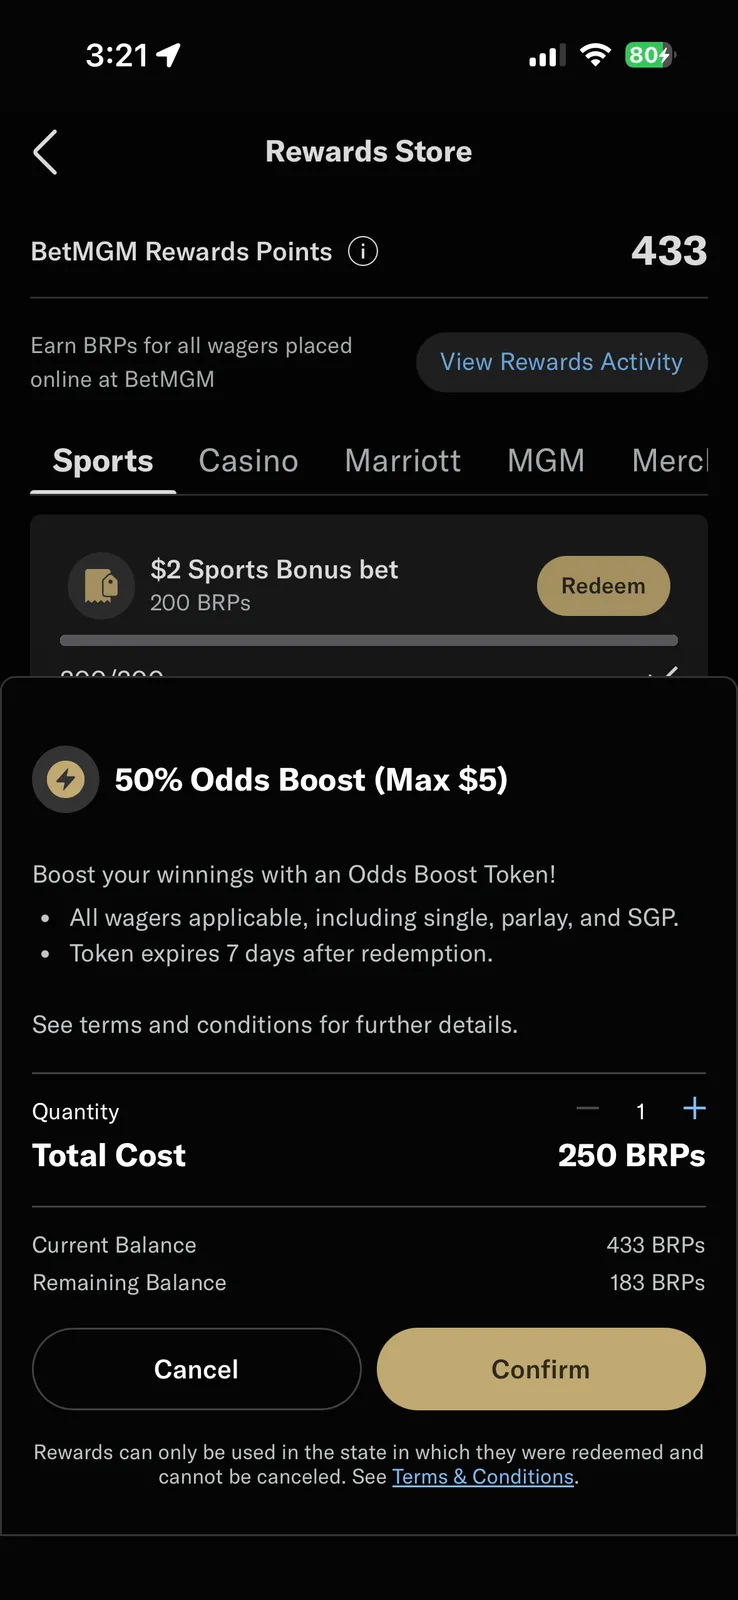 3:21
80
Rewards Store
BetMGM Rewards Points
433
Earn BRPs for all wagers placed
online at BetMGM
View Rewards Activity
Sports Casino Marriott MGM
$2 Sports Bonus bet
200 BRPs
Redeem
50% Odds Boost (Max $5)
Boost your winnings with an Odds Boost Token!
• All wagers applicable, including single, parlay, and SGP.
• Token expires 7 days after redemption.
See terms and conditions for further details.
Quantity
1
Total Cost
250 BRPs
Current Balance
433 BRPs
Remaining Balance
183 BRPs
Cancel
Confirm
Rewards can only be used in the state in which they were redeemed and
cannot be canceled. See Terms & Conditions.